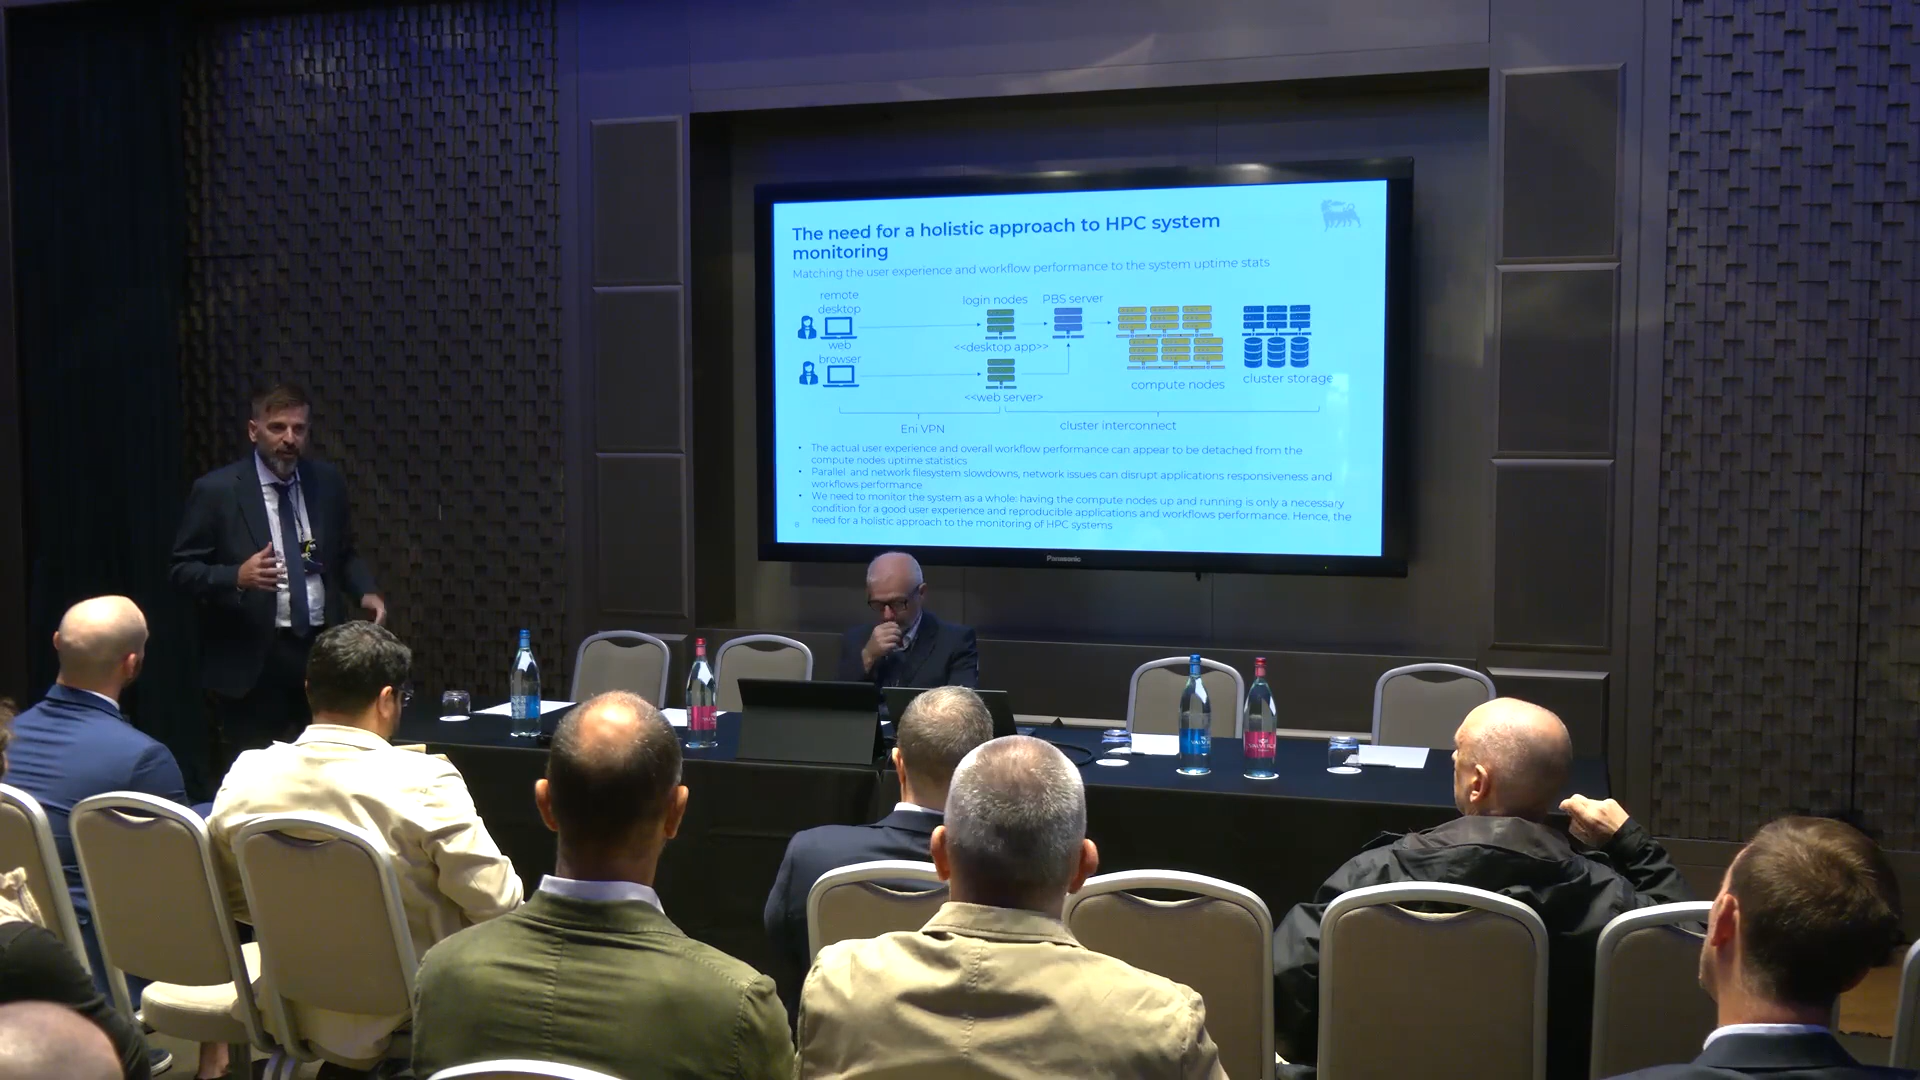 The need for a holistic approach to HPC system
monitoring
Matching the user experience and workflow performance to the system uptime stats
remote
desktop
login nodes
PBS server
web
browser
<<desktop app>>
<<web server>
compute nodes
cluster storage
Eni VPN
cluster interconnect
• The actual user experience and overall workflow performance can appear to be detached from the
compute nodes uptime statistics
• Parallel and network filesystem slowdowns, network issues can disrupt applications responsiveness and
workflows performance
• We need to monitor the system as a whole: having the compute nodes up and running is only a necessary
condition for a good user experience and reproducible applications and workflows performance. Hence, the
need for a holistic approach to the monitoring of HPC systems
Panasonic